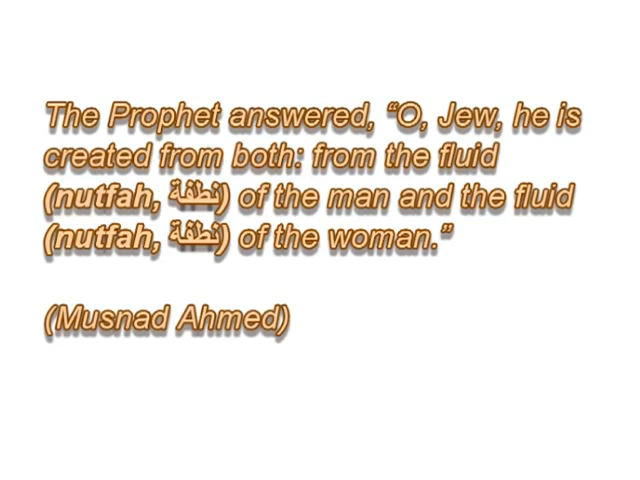 The Prophet answered, “O, Jew, he is
created from both: from the fluid
(nutfah, نطفة) of the man and the fluid
(nutfah, نطفة) of the woman.”
(Musnad Ahmed)